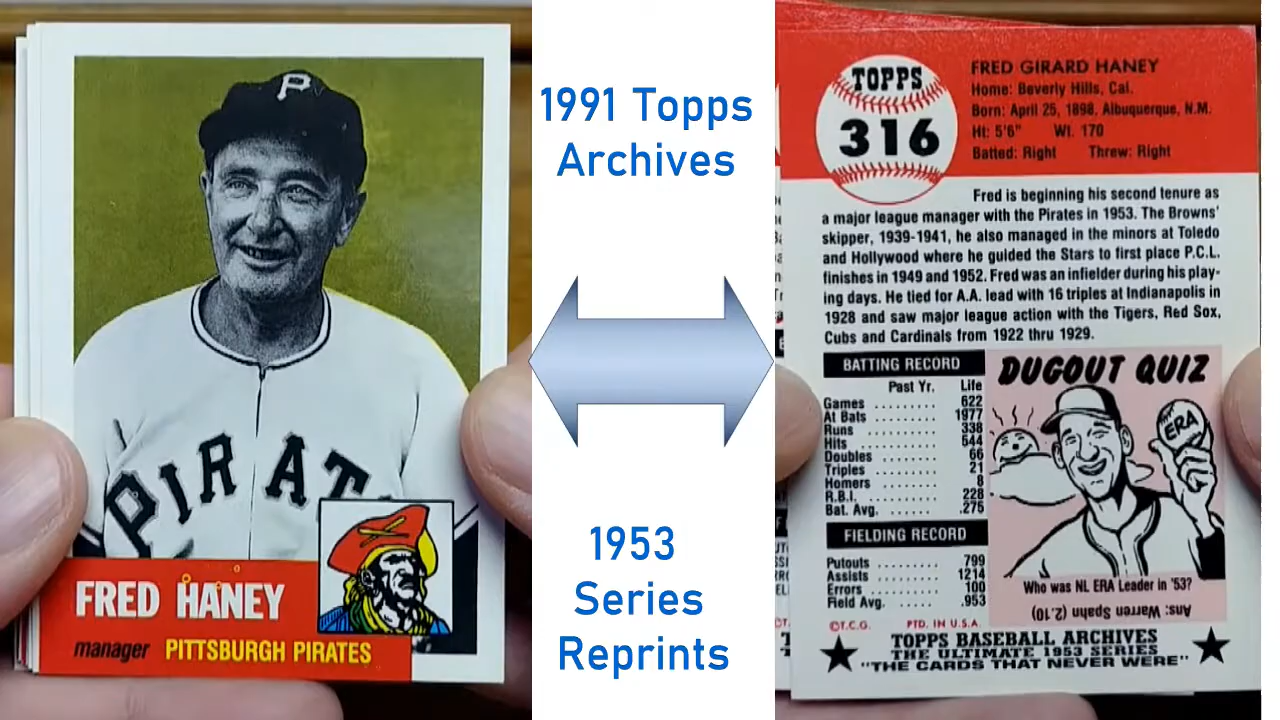 P
PIRAT
FRED HANEY
manager PITTSBURGH PIRATES
1991 Topps
Archives
1953
Series
Reprints
TOPPS
316
FRED GIRARD HANEY
Home: Beverly Hills, Cal.
Born: April 25, 1898, Albuquerque, N.M.
Ht: 5'6" Wt. 170
Batted: Right Threw: Right
Fred is beginning his second tenure as
a major league manager with the Pirates in 1953. The Browns'
skipper, 1939-1941, he also managed in the minors at Toledo
and Hollywood where he guided the Stars to first place P.C.L.
finishes in 1949 and 1952. Fred was an infielder during his play-
ing days. He tied for A.A. lead with 16 triples at Indianapolis in
1928 and saw major league action with the Tigers, Red Sox,
Cubs and Cardinals from 1922 thru 1929.
BATTING RECORD
Past Yr. Life
Games ........ 622
At Bats ........ 1977
Runs ........ 338
Hits ........ 544
Doubles ........ 66
Triples ........ 21
Homers ........ 8
R.B.I. ........ 228
Bat. Avg. ........ .275
FIELDING RECORD
Putouts ........ 799
Assists ........ 1214
Errors ........ 100
Field Avg. ..... .953
DUGOUT QUIZ
ERA
Who was NL ERA Leader in '53?
Ans: Warren Spahn (2.10)
©T.C.G. PTD. IN U.S.A.
TOPPS BASEBALL ARCHIVES
THE ULTIMATE 1953 SERIES
"THE CARDS THAT NEVER WERE"